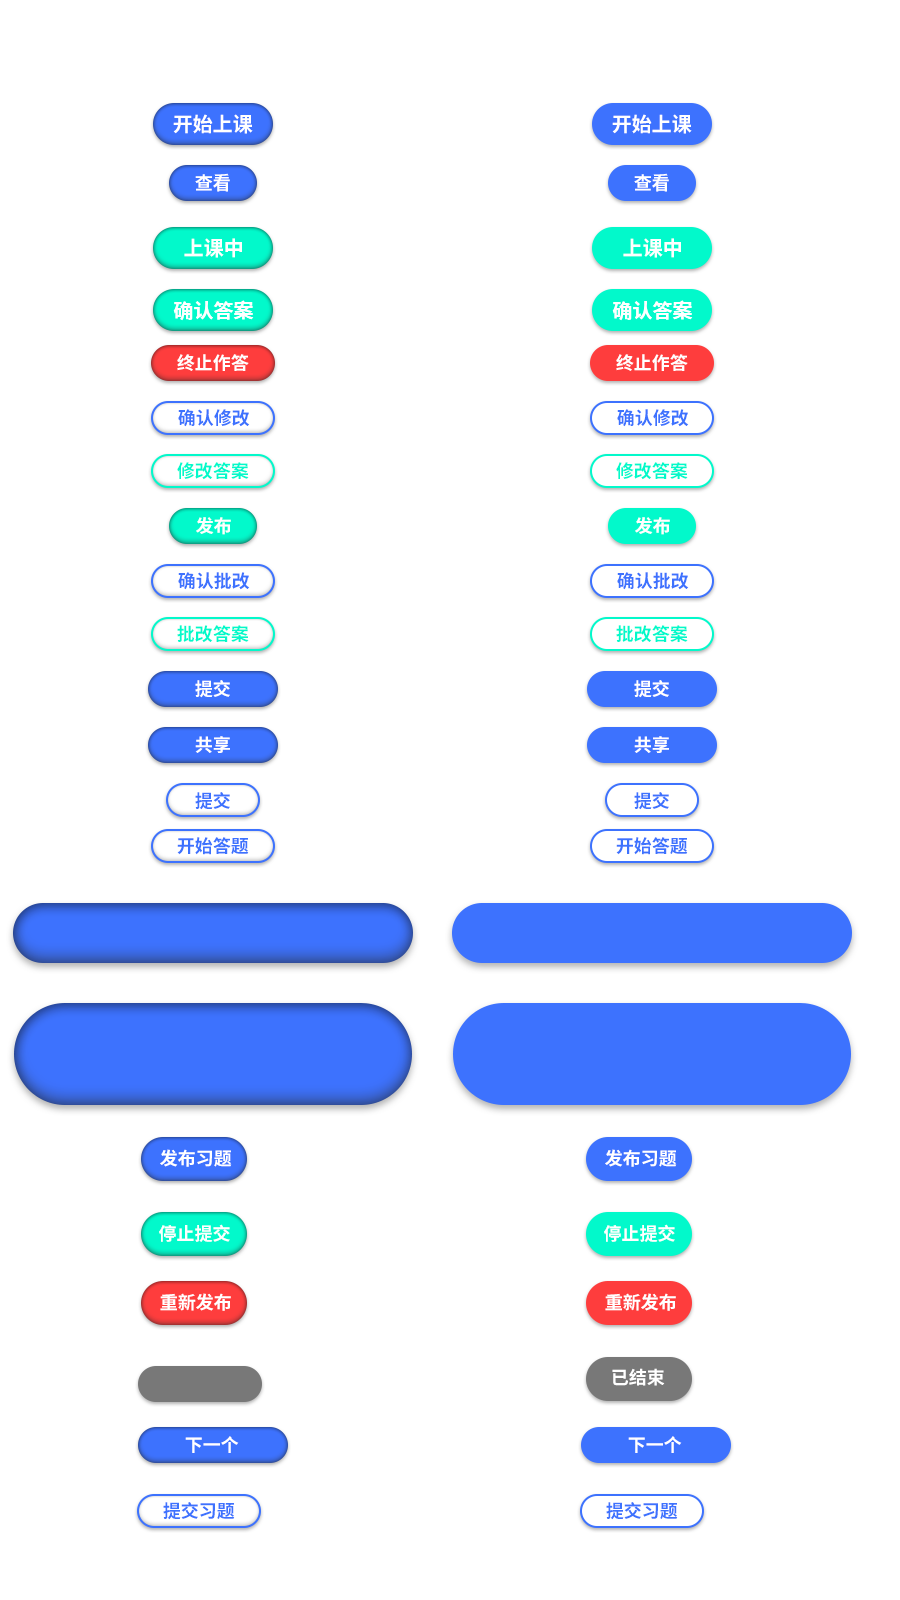 开始上课 开始上课
查看 查看
上课中 上课中
确认答案 确认答案
终止作答 终止作答
确认修改 确认修改
修改答案 修改答案
发布 发布
确认批改 确认批改
批改答案 批改答案
提交 提交
共享 共享
提交 提交
开始答题 开始答题
发布习题 发布习题
停止提交 停止提交
重新发布 重新发布
已结束
下一个 下一个
提交习题 提交习题